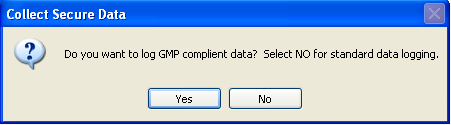 Collect Secure Data
Do you want to log GMP complient data?  Select NO for standard data logging.
Yes
No